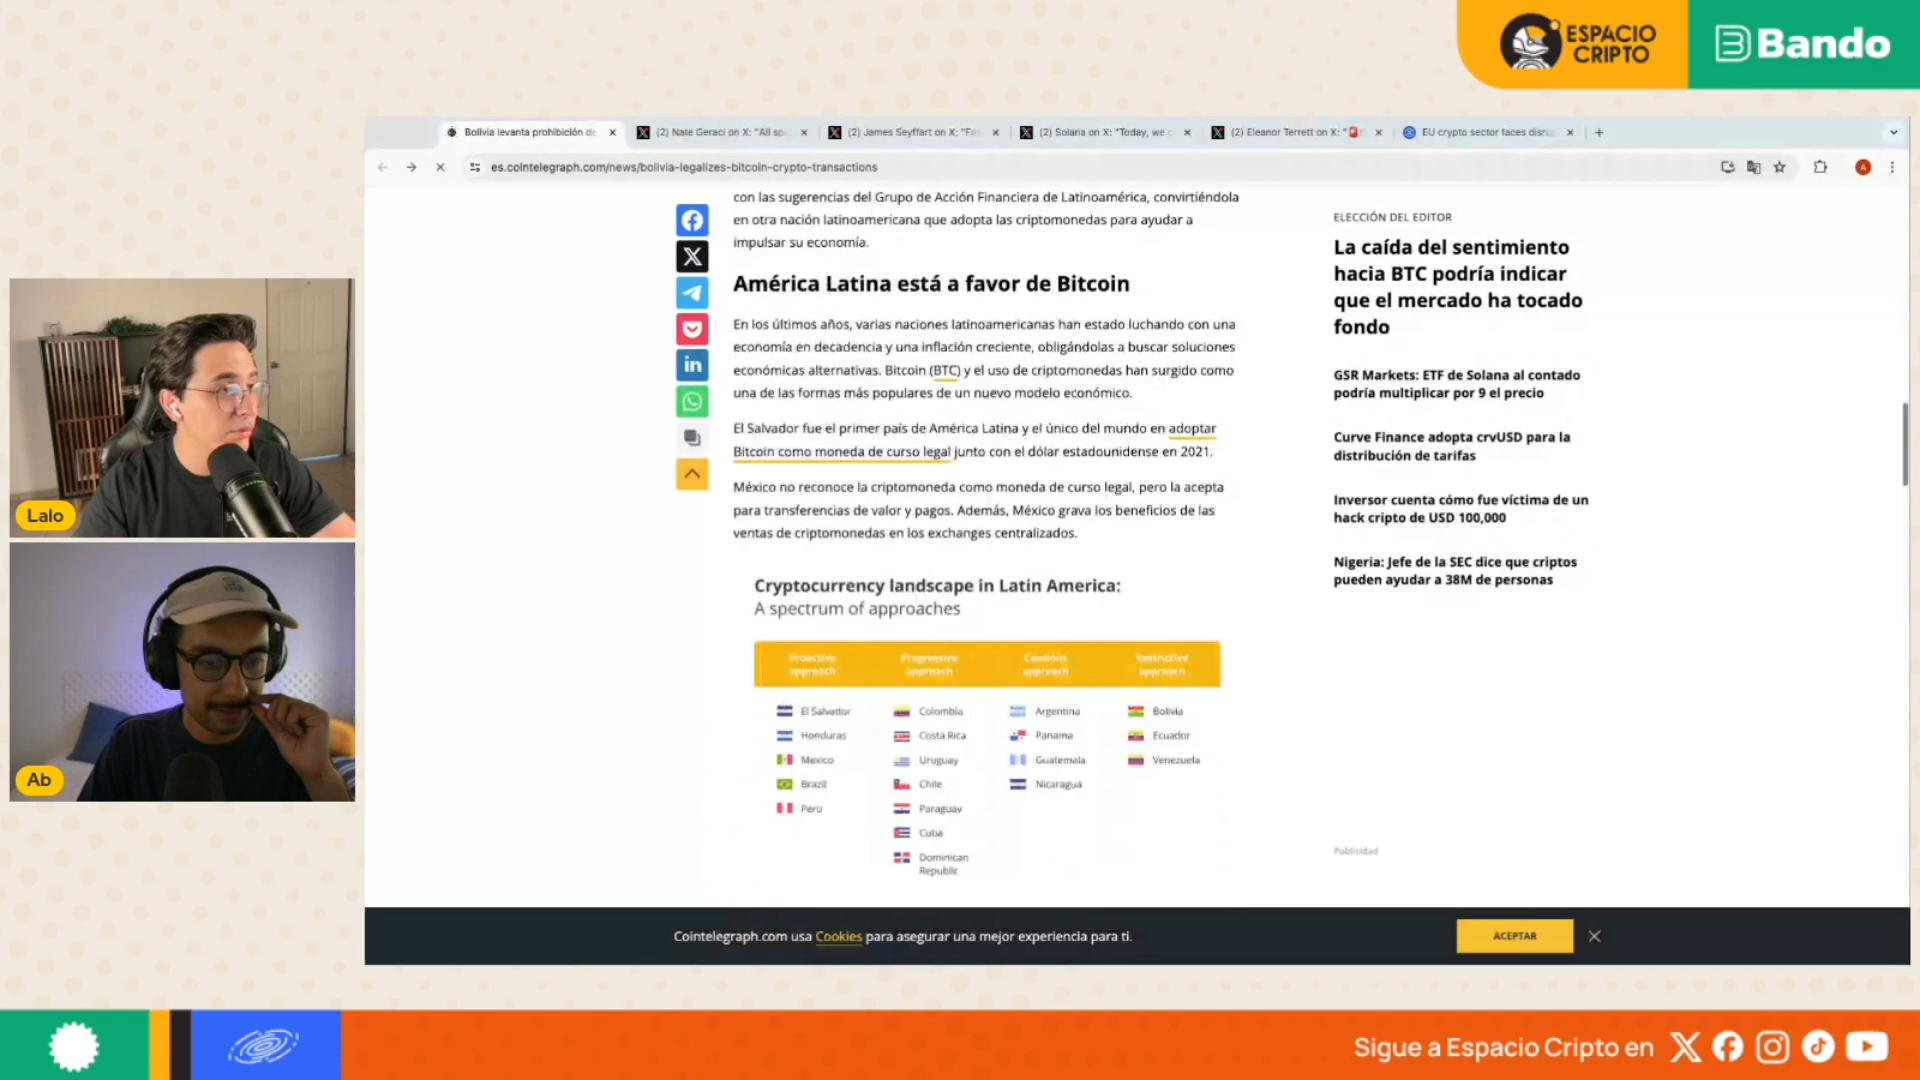 ESPACIO
CRIPTO
Bando
Bolivia levanta prohibición de
(2) Nate Geraci on X: "All sp
(2) James Seyffart on X: "Fe
(2) Solana on X: "Today, we c
(2) Eleanor Terrett on X: "
EU crypto sector faces disru
es.cointelegraph.com/news/bolivia-legalizes-bitcoin-crypto-transactions
A
con las sugerencias del Grupo de Acción Financiera de Latinoamérica, convirtiéndola
en otra nación latinoamericana que adopta las criptomonedas para ayudar a
impulsar su economía.
América Latina está a favor de Bitcoin
En los últimos años, varias naciones latinoamericanas han estado luchando con una
economía en decadencia y una inflación creciente, obligándolas a buscar soluciones
económicas alternativas. Bitcoin (BTC) y el uso de criptomonedas han surgido como
una de las formas más populares de un nuevo modelo económico.
El Salvador fue el primer país de América Latina y el único del mundo en adoptar
Bitcoin como moneda de curso legal junto con el dólar estadounidense en 2021.
México no reconoce la criptomoneda como moneda de curso legal, pero la acepta
para transferencias de valor y pagos. Además, México grava los beneficios de las
ventas de criptomonedas en los exchanges centralizados.
Cryptocurrency landscape in Latin America:
A spectrum of approaches
Proactive approach
Progressive approach
Cautious approach
Restrictive approach
El Salvador
Colombia
Argentina
Bolivia
Honduras
Costa Rica
Panama
Ecuador
Mexico
Uruguay
Guatemala
Venezuela
Brazil
Chile
Nicaragua
Peru
Paraguay
Cuba
Dominican
Republic
ELECCIÓN DEL EDITOR
La caída del sentimiento
hacia BTC podría indicar
que el mercado ha tocado
fondo
GSR Markets: ETF de Solana al contado
podría multiplicar por 9 el precio
Curve Finance adopta crvUSD para la
distribución de tarifas
Inversor cuenta cómo fue víctima de un
hack cripto de USD 100,000
Nigeria: Jefe de la SEC dice que criptos
pueden ayudar a 38M de personas
Publicidad
Lalo
Ab
Cointelegraph.com usa Cookies para asegurar una mejor experiencia para ti.
ACEPTAR
Sigue a Espacio Cripto en